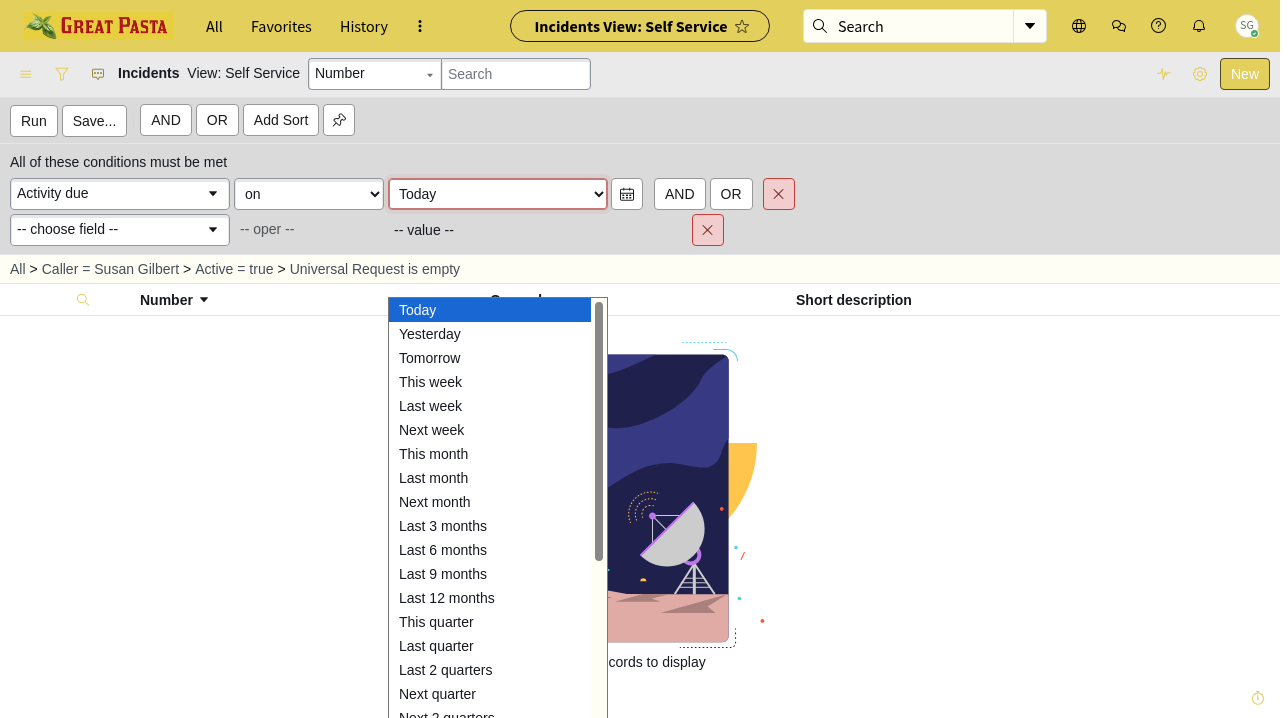 GREAT PASTA
All
Favorites
History
Incidents View: Self Service
Search
SG
Incidents
View: Self Service
Number
Search
New
Run
Save...
AND
OR
Add Sort
All of these conditions must be met
Activity due
on
Today
AND
OR
-- choose field --
-- oper --
-- value --
All > Caller = Susan Gilbert > Active = true > Universal Request is empty
Number
Short description
Today
Yesterday
Tomorrow
This week
Last week
Next week
This month
Last month
Next month
Last 3 months
Last 6 months
Last 9 months
Last 12 months
This quarter
Last quarter
Last 2 quarters
Next quarter
Next 2 quarters
cords to display